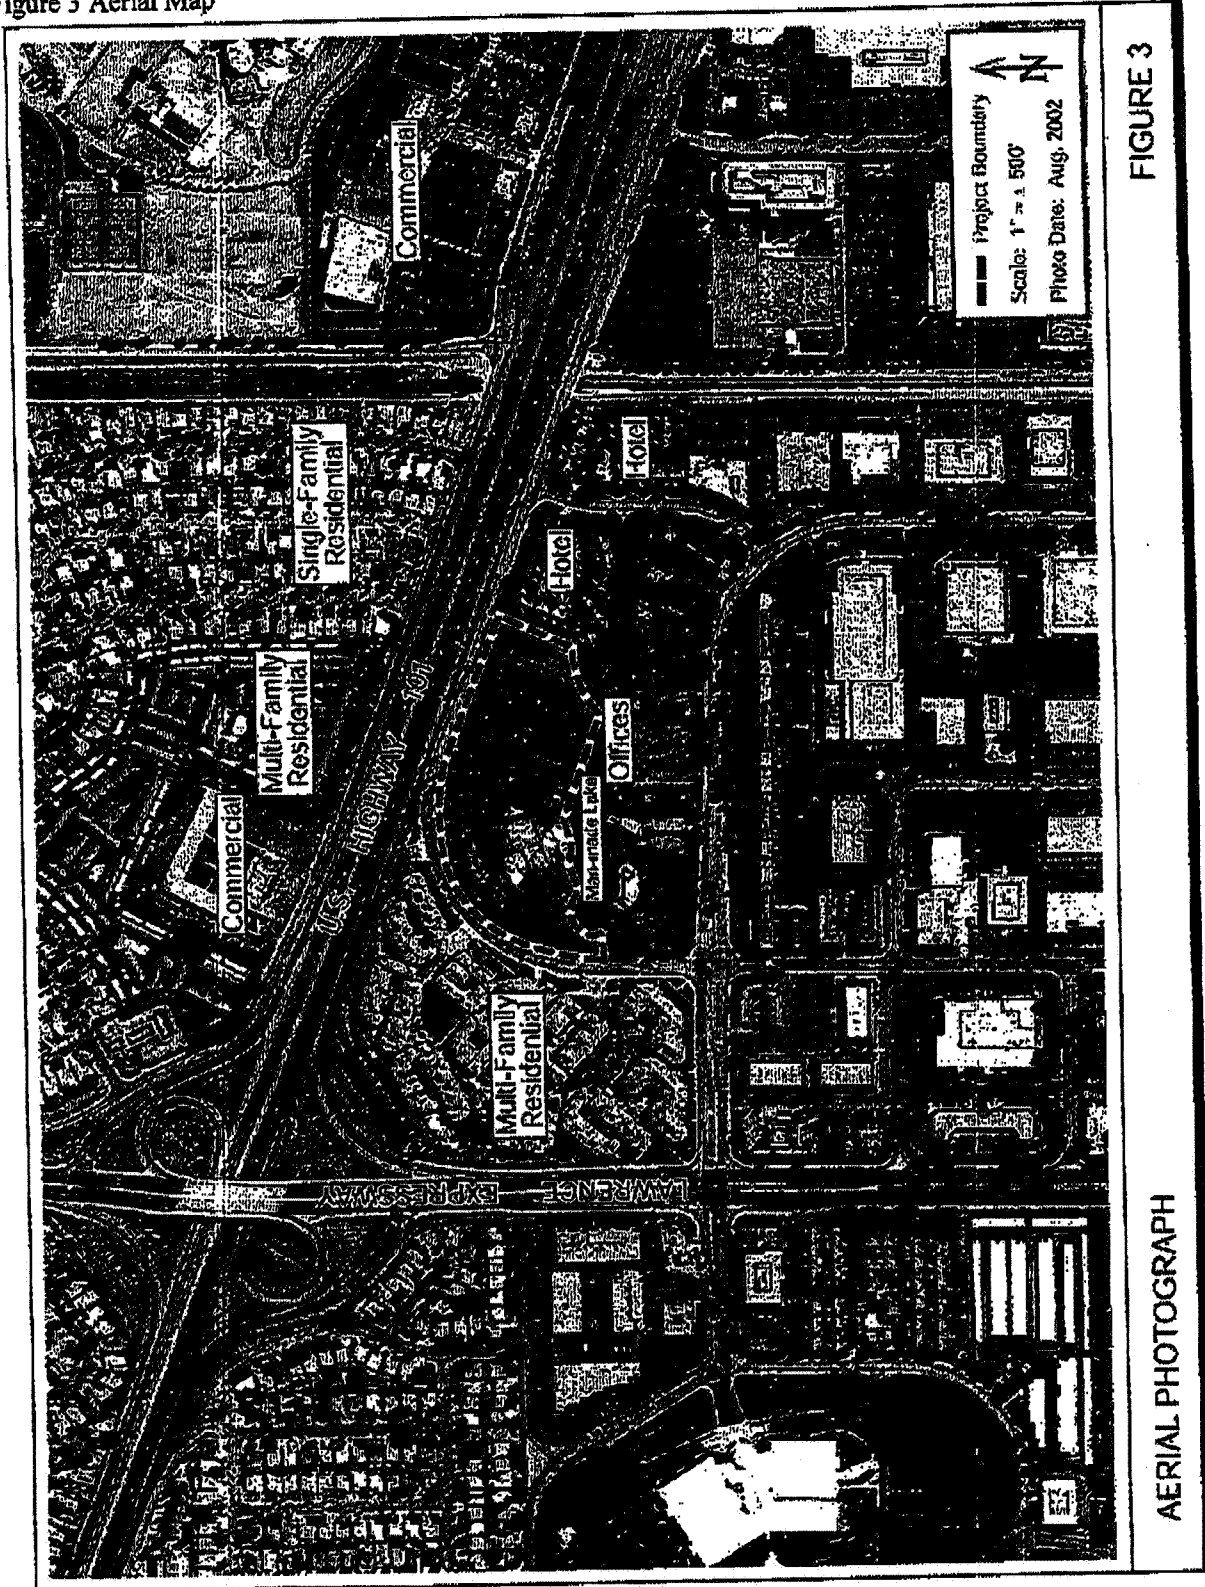 Figure 3 Aerial Map
Commercial
Single-Family
Residential
Multi-Family
Residential
Commercial
U.S. HIGHWAY 101
Hotel
Hotel
Offices
Man-made Lake
Multi-Family
Residential
LAWRENCE EXPRESSWAY
N
Project Boundary
Scale: 1" = ± 500'
Photo Date: Aug. 2002
AERIAL PHOTOGRAPH
FIGURE 3